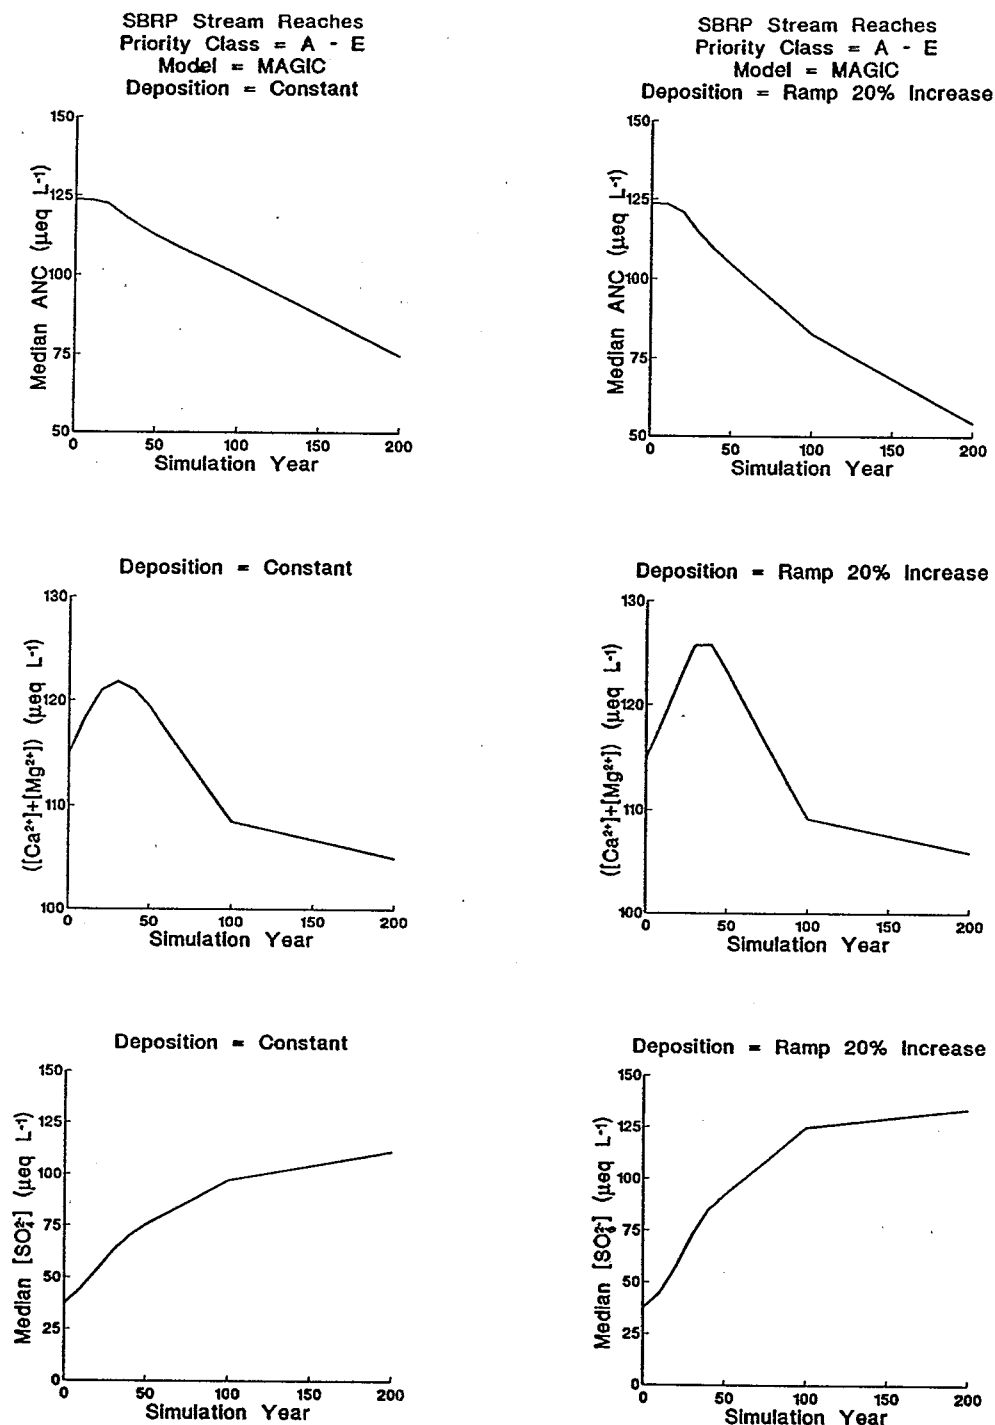 SBRP Stream Reaches
Priority Class = A - E
Model = MAGIC
Deposition = Constant
150
125
100
75
50
Median ANC (µeq L⁻¹)
0 50 100 150 200
Simulation Year
SBRP Stream Reaches
Priority Class = A - E
Model = MAGIC
Deposition = Ramp 20% Increase
150
125
100
75
50
Median ANC (µeq L⁻¹)
0 50 100 150 200
Simulation Year
Deposition = Constant
130
120
110
100
([Ca²⁺]+[Mg²⁺]) (µeq L⁻¹)
0 50 100 150 200
Simulation Year
Deposition = Ramp 20% Increase
130
120
110
100
([Ca²⁺]+[Mg²⁺]) (µeq L⁻¹)
0 50 100 150 200
Simulation Year
Deposition = Constant
150
125
100
75
50
25
0
Median [SO₄²⁻] (µeq L⁻¹)
0 50 100 150 200
Simulation Year
Deposition = Ramp 20% Increase
150
125
100
75
50
25
0
Median [SO₆²⁻] (µeq L⁻¹)
0 50 100 150 200
Simulation Year